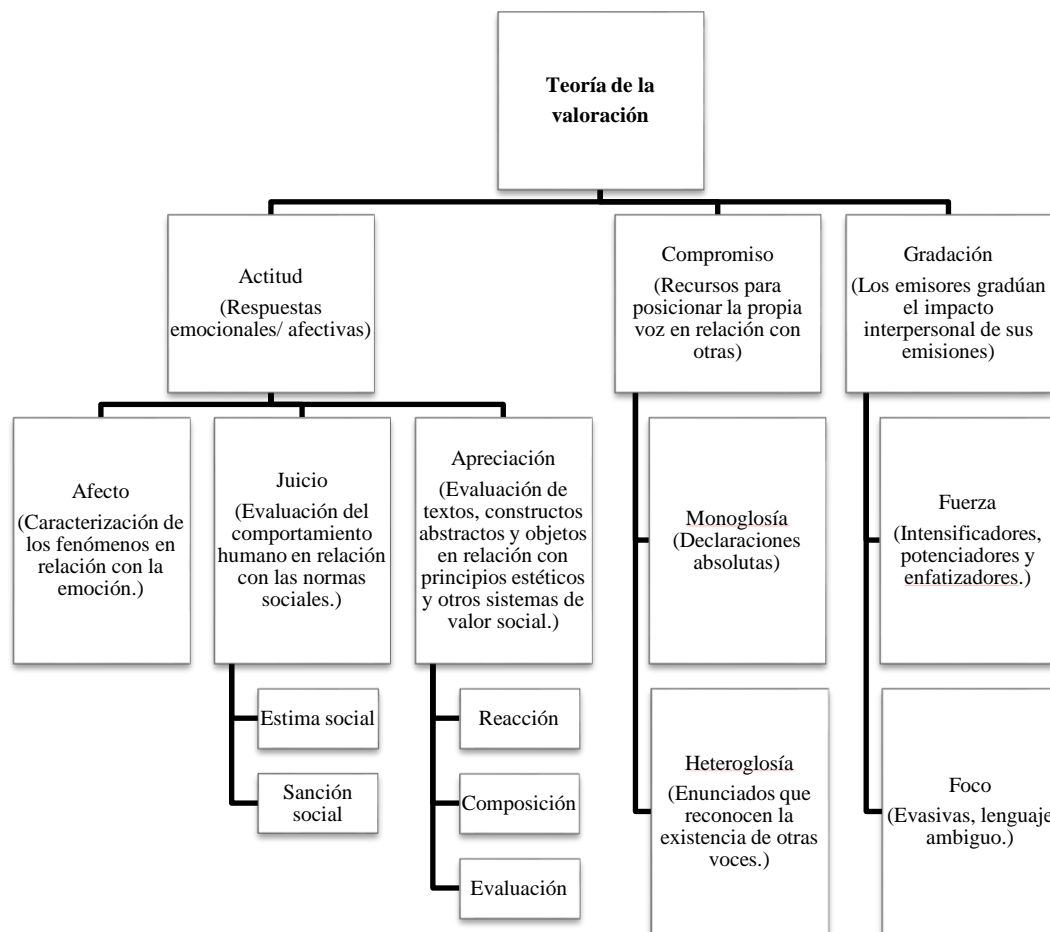 Teoría de la
valoración
Actitud
(Respuestas
emocionales/ afectivas)
Compromiso
(Recursos para
posicionar la propia
voz en relación con
otras)
Gradación
(Los emisores gradúan
el impacto
interpersonal de sus
emisiones)
Afecto
(Caracterización de
los fenómenos en
relación con la
emoción.)
Juicio
(Evaluación del
comportamiento
humano en relación
con las normas
sociales.)
Apreciación
(Evaluación de
textos, constructos
abstractos y objetos
en relación con
principios estéticos
y otros sistemas de
valor social.)
Monoglosía
(Declaraciones
absolutas)
Fuerza
(Intensificadores,
potenciadores y
enfatizadores.)
Estima social
Sanción
social
Reacción
Composición
Evaluación
Heteroglosía
(Enunciados que
reconocen la
existencia de otras
voces.)
Foco
(Evasivas, lenguaje
ambiguo.)